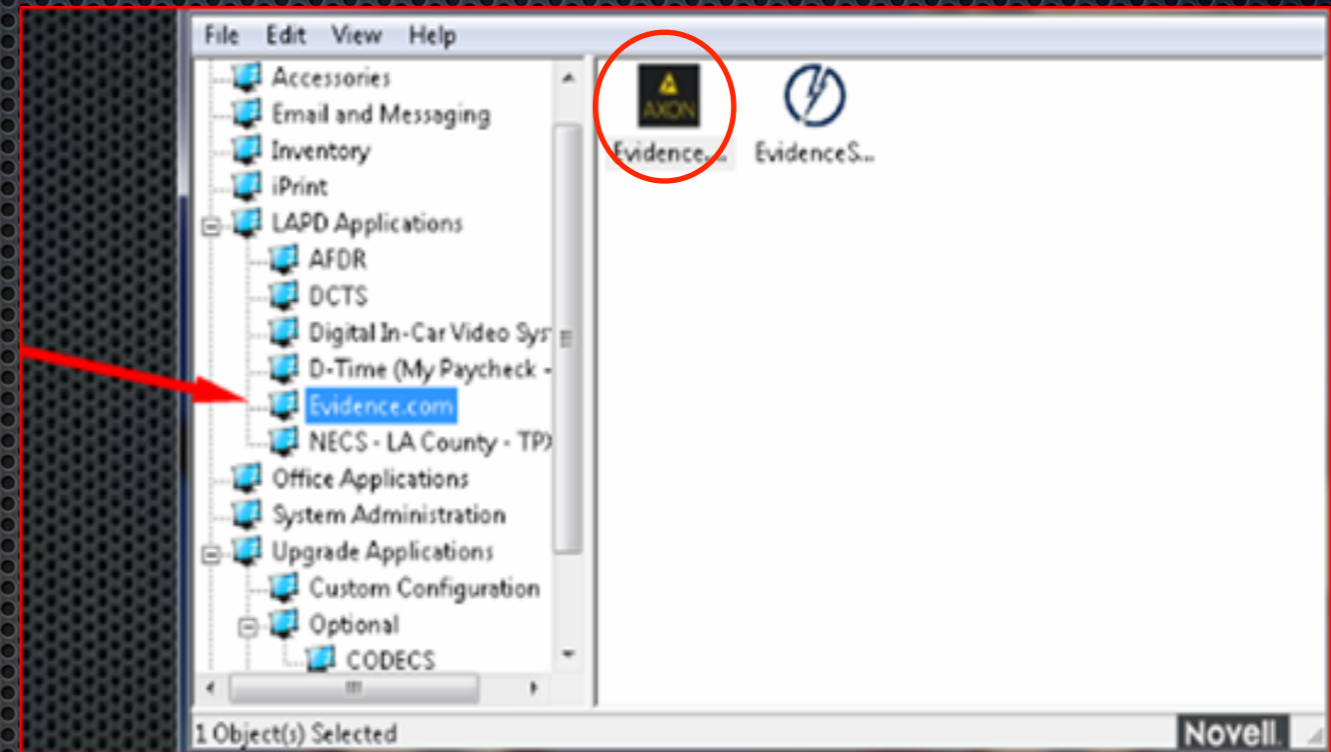 File Edit View Help
Accessories
Email and Messaging
Inventory
iPrint
LAPD Applications
AFDR
DCTS
Digital In-Car Video Sys
D-Time (My Paycheck -
Evidence.com
NECS - LA County - TPX
Office Applications
System Administration
Upgrade Applications
Custom Configuration
Optional
CODECS
AXON
Evidence.... EvidenceS...
1 Object(s) Selected
Novell.